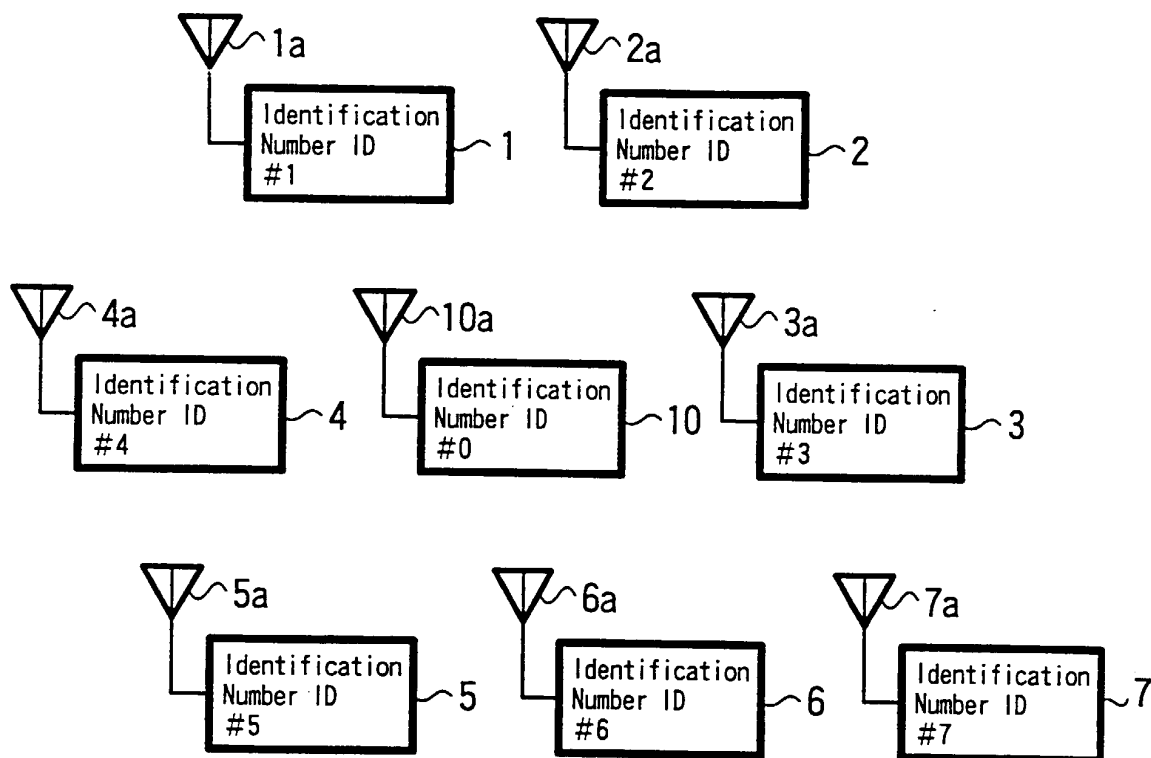 1a
Identification
Number ID
#1
1
2a
Identification
Number ID
#2
2
4a
Identification
Number ID
#4
4
10a
Identification
Number ID
#0
10
3a
Identification
Number ID
#3
3
5a
Identification
Number ID
#5
5
6a
Identification
Number ID
#6
6
7a
Identification
Number ID
#7
7